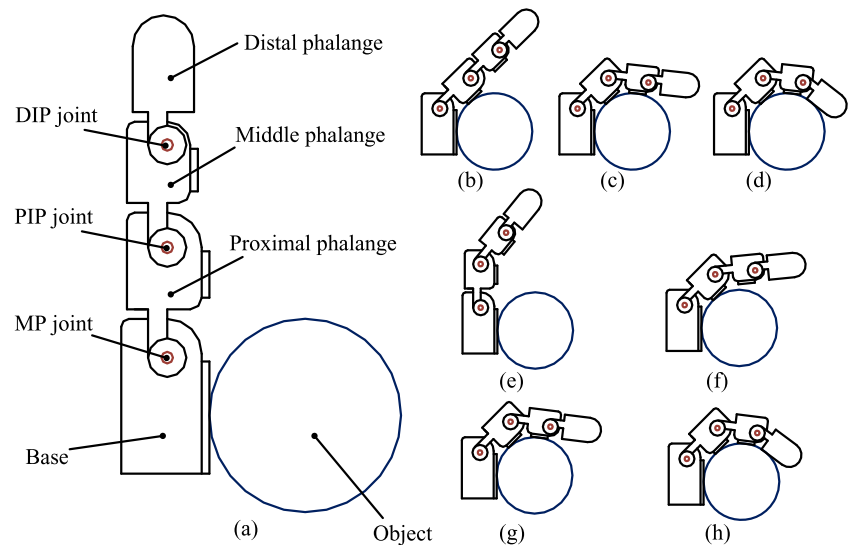 Distal phalange
DIP joint
Middle phalange
PIP joint
Proximal phalange
MP joint
Base
(a)
Object
(b)
(c)
(d)
(e)
(f)
(g)
(h)